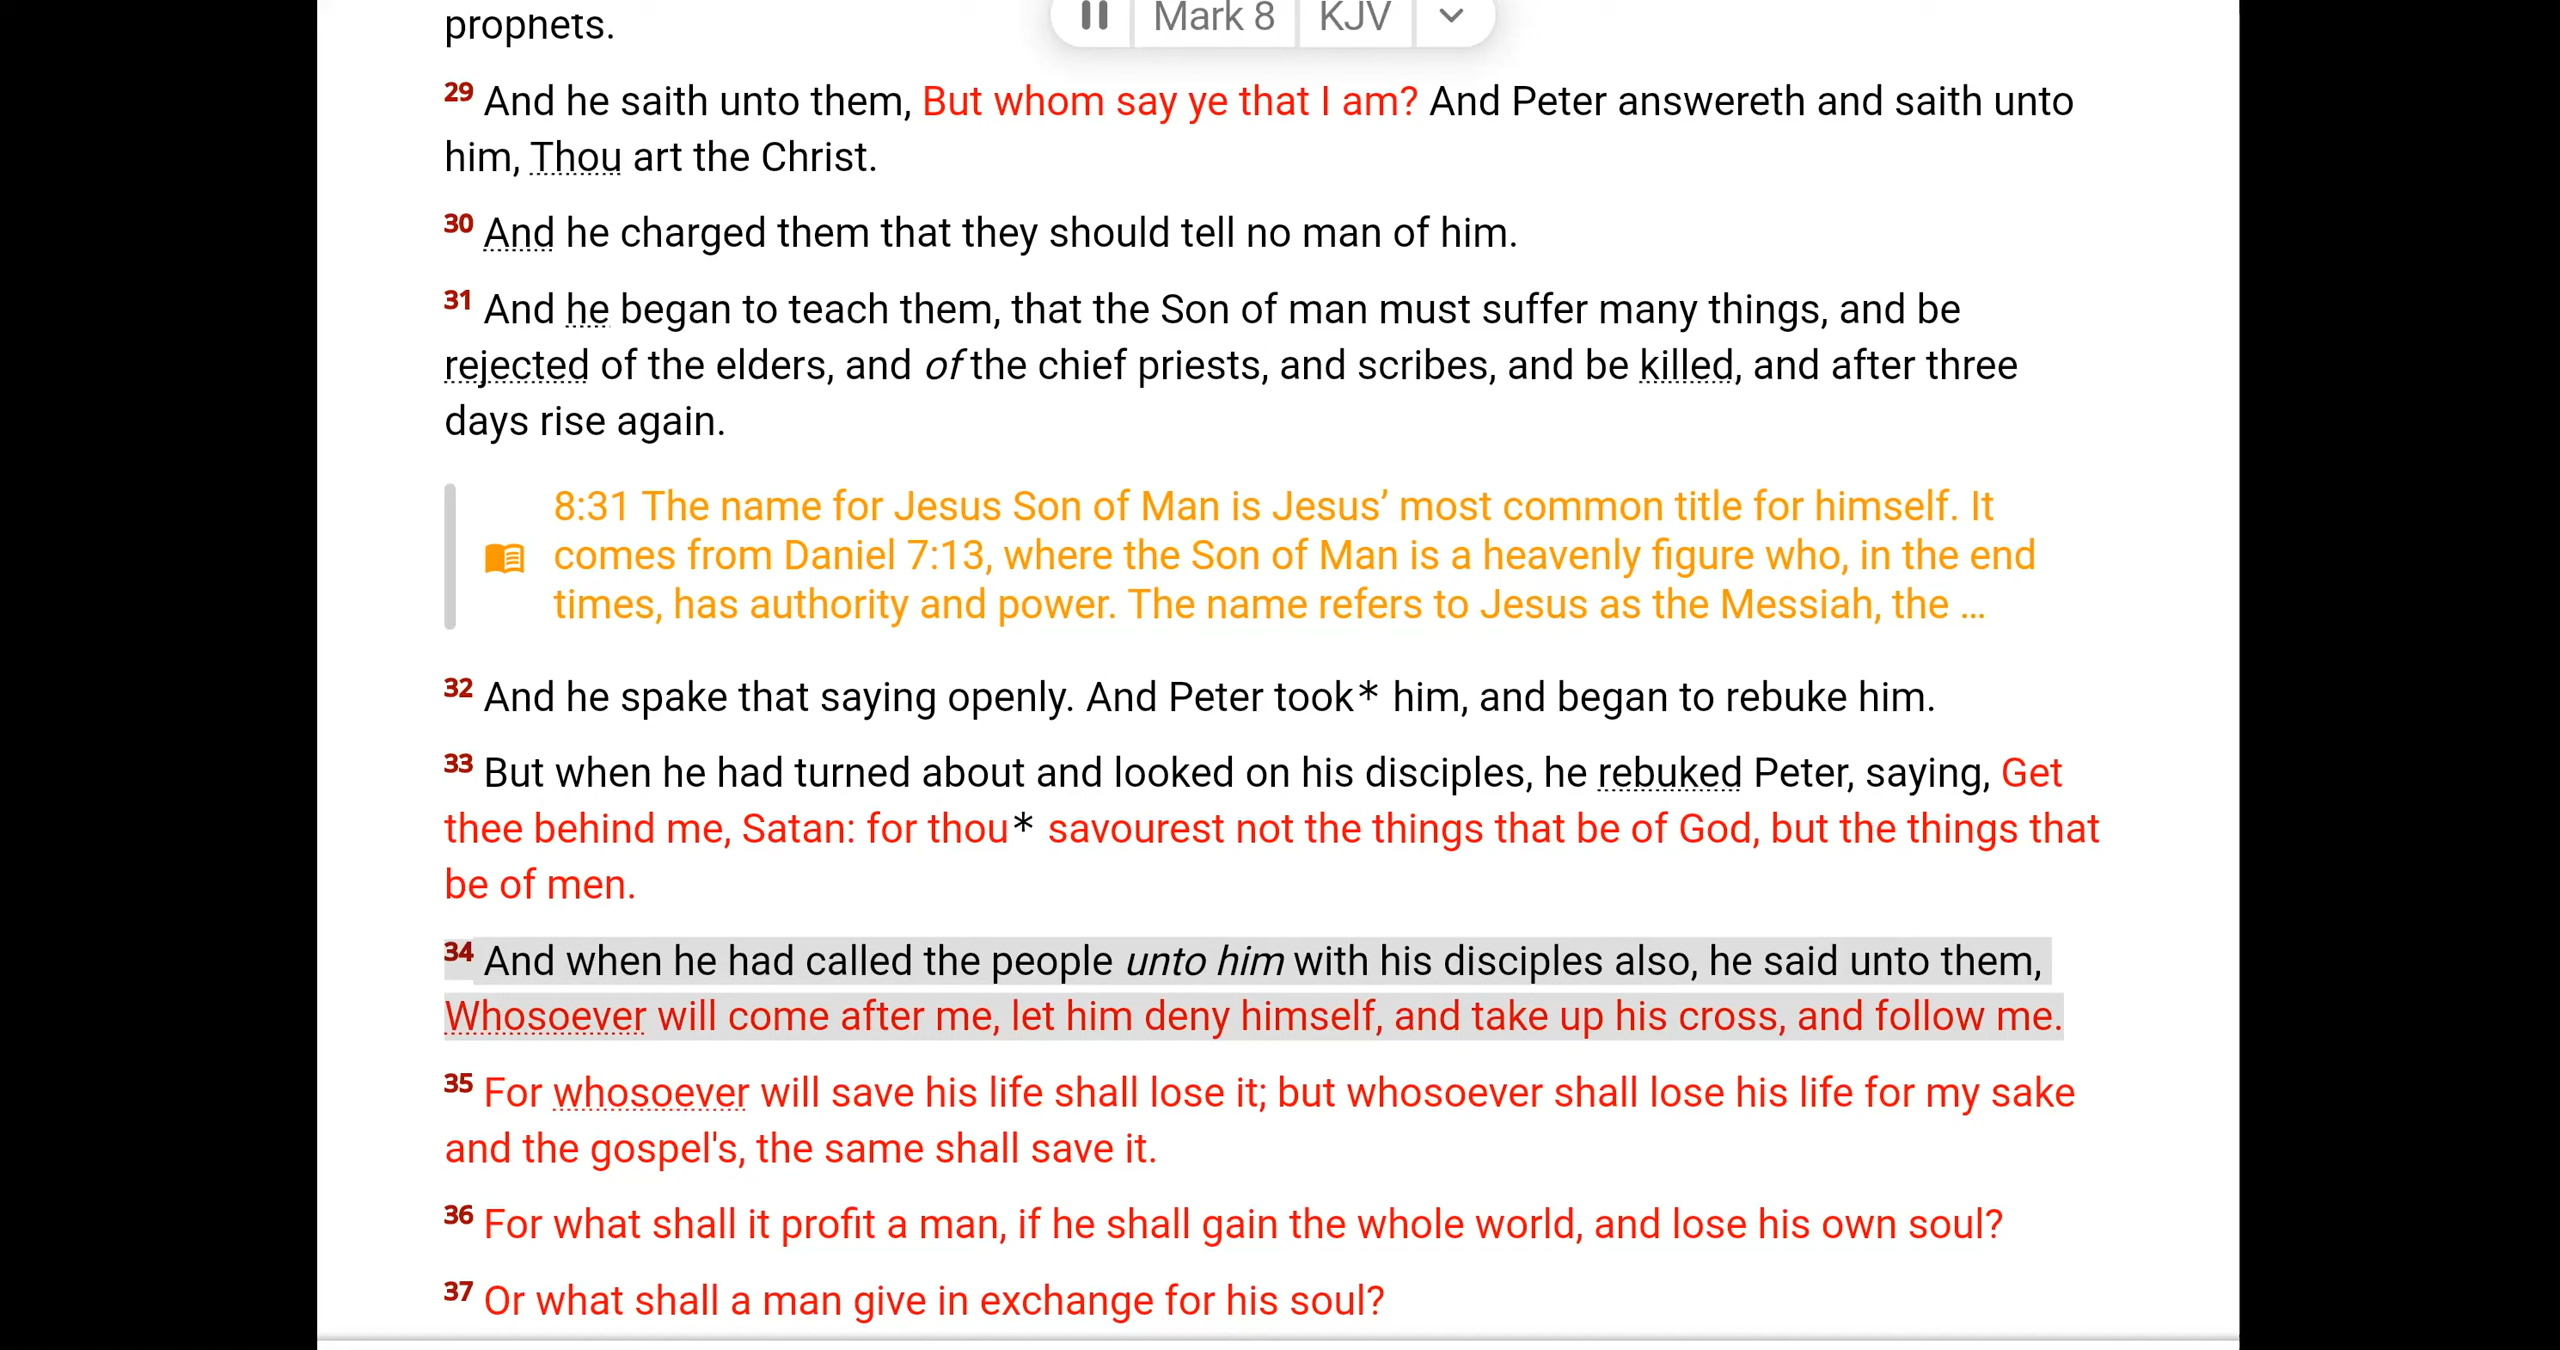 prophets.
Mark 8 KJV
29 And he saith unto them, But whom say ye that I am? And Peter answereth and saith unto
him, Thou art the Christ.
30 And he charged them that they should tell no man of him.
31 And he began to teach them, that the Son of man must suffer many things, and be
rejected of the elders, and of the chief priests, and scribes, and be killed, and after three
days rise again.
8:31 The name for Jesus Son of Man is Jesus’ most common title for himself. It
comes from Daniel 7:13, where the Son of Man is a heavenly figure who, in the end
times, has authority and power. The name refers to Jesus as the Messiah, the ...
32 And he spake that saying openly. And Peter took* him, and began to rebuke him.
33 But when he had turned about and looked on his disciples, he rebuked Peter, saying, Get
thee behind me, Satan: for thou* savourest not the things that be of God, but the things that
be of men.
34 And when he had called the people unto him with his disciples also, he said unto them,
Whosoever will come after me, let him deny himself, and take up his cross, and follow me.
35 For whosoever will save his life shall lose it; but whosoever shall lose his life for my sake
and the gospel's, the same shall save it.
36 For what shall it profit a man, if he shall gain the whole world, and lose his own soul?
37 Or what shall a man give in exchange for his soul?